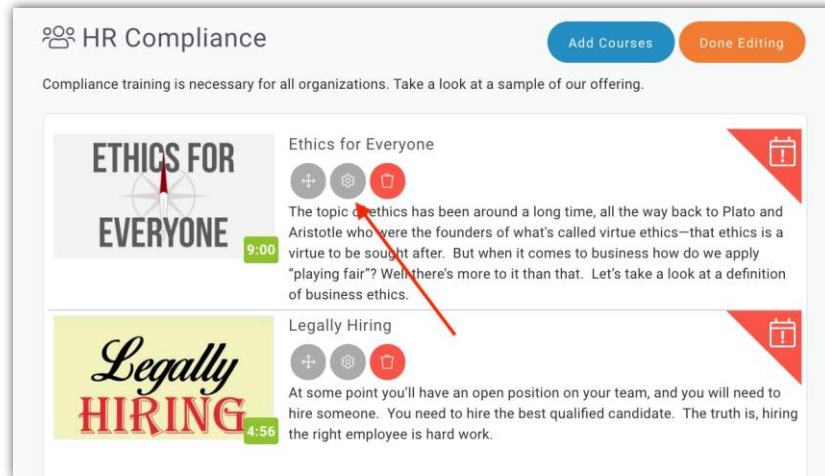 HR Compliance
Add Courses
Done Editing
Compliance training is necessary for all organizations. Take a look at a sample of our offering.
ETHICS FOR
EVERYONE
9:00
Ethics for Everyone
The topic of ethics has been around a long time, all the way back to Plato and
Aristotle who were the founders of what's called virtue ethics—that ethics is a
virtue to be sought after. But when it comes to business how do we apply
“playing fair”? Well there's more to it than that. Let's take a look at a definition
of business ethics.
Legally
HIRING
4:56
Legally Hiring
At some point you'll have an open position on your team, and you will need to
hire someone. You need to hire the best qualified candidate. The truth is, hiring
the right employee is hard work.